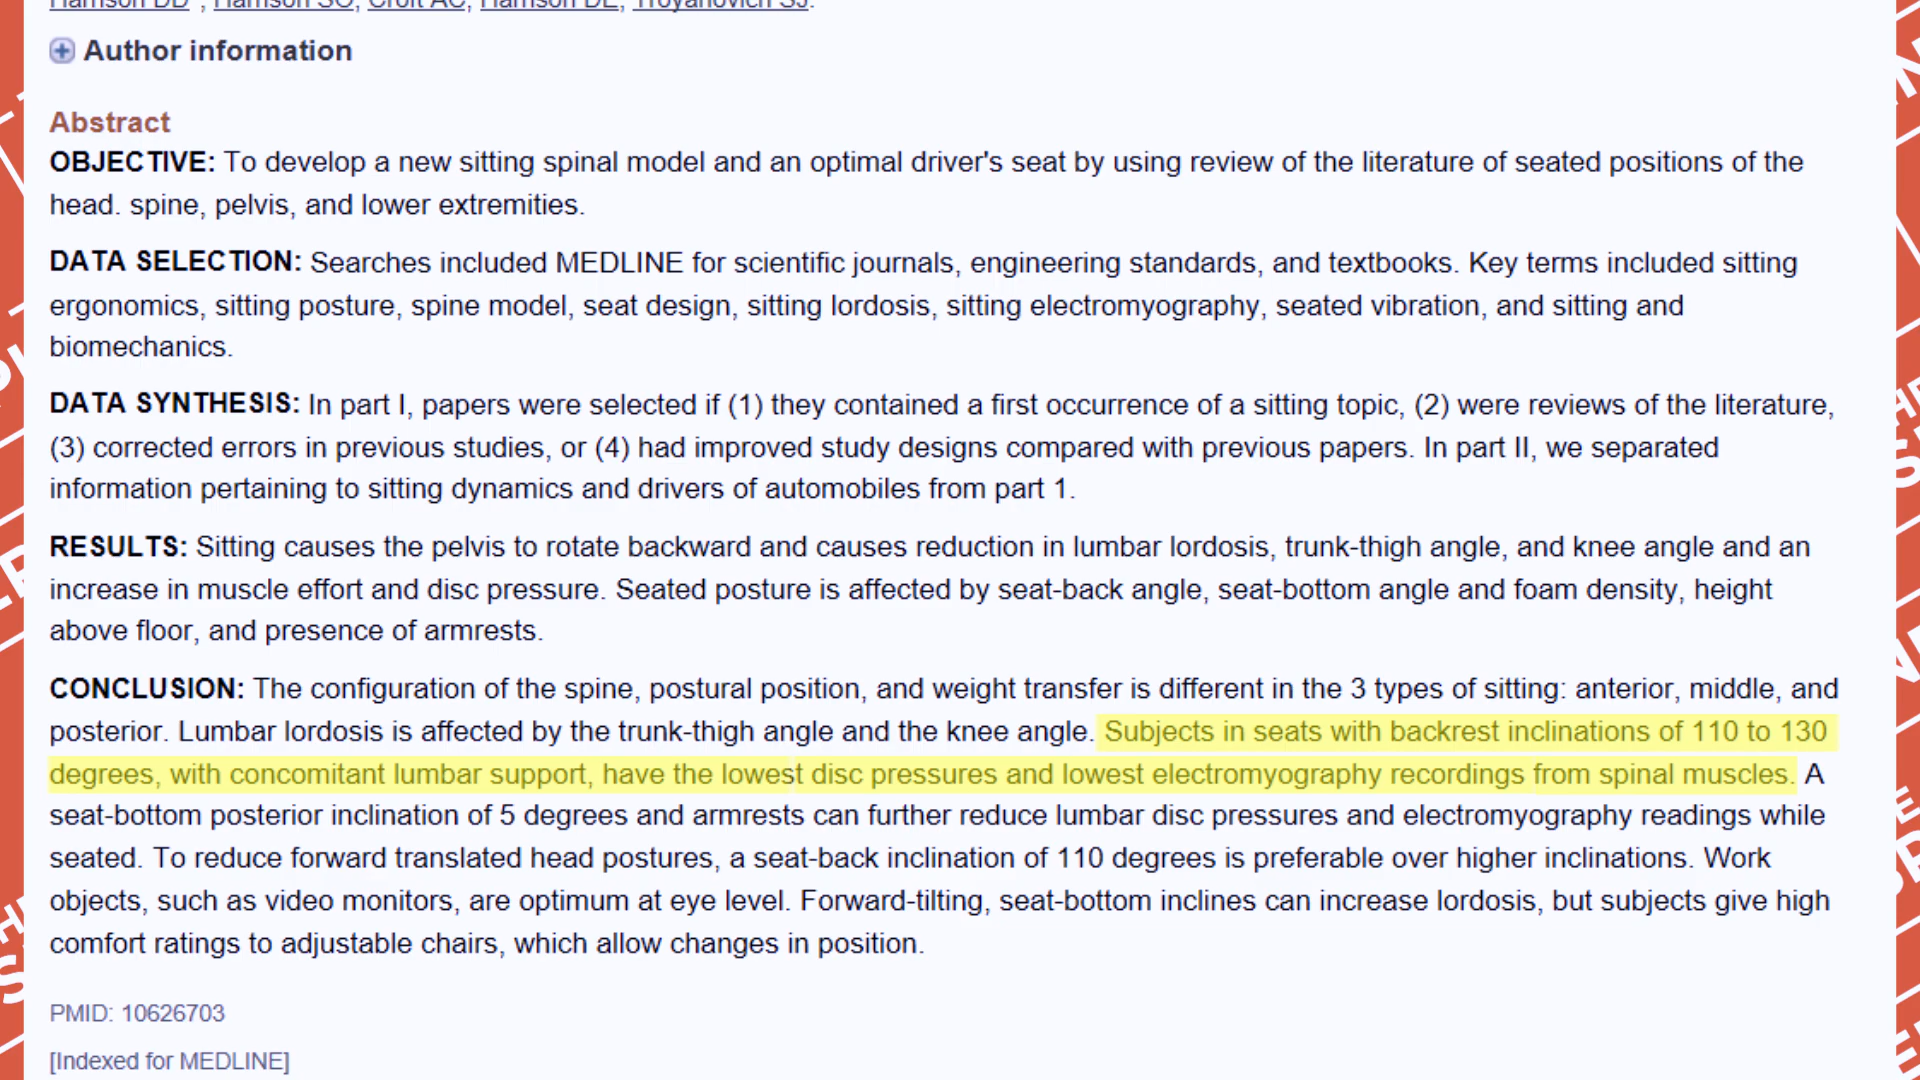 Harrison DD , Harrison SO, Croft AC, Harrison DE, Troyanovich SJ.
Author information
Abstract
OBJECTIVE: To develop a new sitting spinal model and an optimal driver's seat by using review of the literature of seated positions of the
head. spine, pelvis, and lower extremities.
DATA SELECTION: Searches included MEDLINE for scientific journals, engineering standards, and textbooks. Key terms included sitting
ergonomics, sitting posture, spine model, seat design, sitting lordosis, sitting electromyography, seated vibration, and sitting and
biomechanics.
DATA SYNTHESIS: In part I, papers were selected if (1) they contained a first occurrence of a sitting topic, (2) were reviews of the literature,
(3) corrected errors in previous studies, or (4) had improved study designs compared with previous papers. In part II, we separated
information pertaining to sitting dynamics and drivers of automobiles from part 1.
RESULTS: Sitting causes the pelvis to rotate backward and causes reduction in lumbar lordosis, trunk-thigh angle, and knee angle and an
increase in muscle effort and disc pressure. Seated posture is affected by seat-back angle, seat-bottom angle and foam density, height
above floor, and presence of armrests.
CONCLUSION: The configuration of the spine, postural position, and weight transfer is different in the 3 types of sitting: anterior, middle, and
posterior. Lumbar lordosis is affected by the trunk-thigh angle and the knee angle. Subjects in seats with backrest inclinations of 110 to 130
degrees, with concomitant lumbar support, have the lowest disc pressures and lowest electromyography recordings from spinal muscles. A
seat-bottom posterior inclination of 5 degrees and armrests can further reduce lumbar disc pressures and electromyography readings while
seated. To reduce forward translated head postures, a seat-back inclination of 110 degrees is preferable over higher inclinations. Work
objects, such as video monitors, are optimum at eye level. Forward-tilting, seat-bottom inclines can increase lordosis, but subjects give high
comfort ratings to adjustable chairs, which allow changes in position.
PMID: 10626703
[Indexed for MEDLINE]